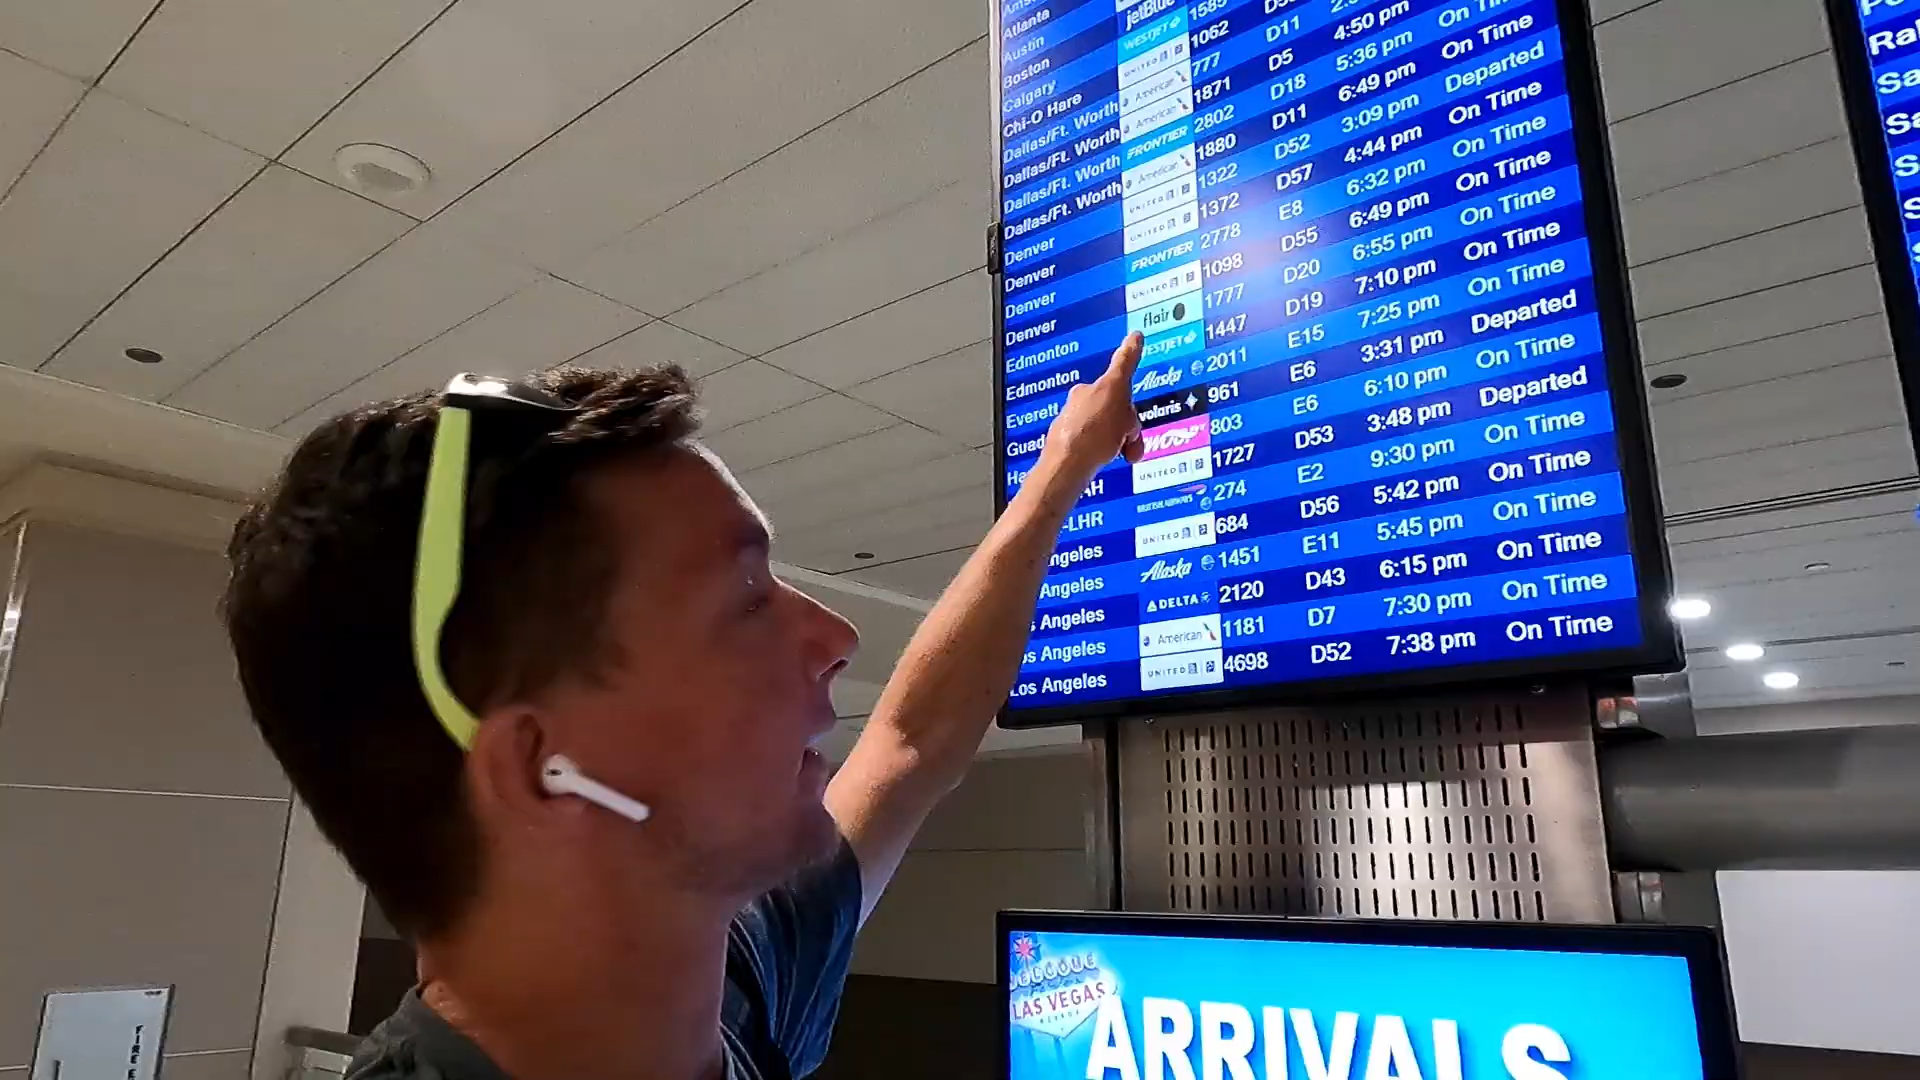 Atlanta
Austin
Boston jetBlue
Calgary WESTJET 1585
Chi-O Hare UNITED 1062
Dallas/Ft. Worth American 777 D11
Dallas/Ft. Worth American 1871 D5 4:50 pm
Dallas/Ft. Worth FRONTIER 2802 D18 5:36 pm On Time
Dallas/Ft. Worth American 1880 D11 6:49 pm On Time
Denver UNITED 1322 D52 3:09 pm Departed
Denver UNITED 1372 D57 4:44 pm On Time
Denver FRONTIER 2778 E8 6:32 pm On Time
Denver UNITED 1098 D55 6:49 pm On Time
Edmonton flair 1777 D20 6:55 pm On Time
Edmonton WESTJET 1447 D19 7:10 pm On Time
Everett Alaska 2011 E15 7:25 pm On Time
Guad volaris 961 E6 3:31 pm Departed
Ha swoop 803 E6 6:10 pm On Time
AH UNITED 1727 D53 3:48 pm Departed
-LHR BRITISH AIRWAYS 274 E2 9:30 pm On Time
ngeles UNITED 684 D56 5:42 pm On Time
Angeles Alaska 1451 E11 5:45 pm On Time
s Angeles DELTA 2120 D43 6:15 pm On Time
os Angeles American 1181 D7 7:30 pm On Time
Los Angeles UNITED 4698 D52 7:38 pm On Time
Ra
Sa
Sa
WELCOME
LAS VEGAS
NEVADA
ARRIVALS
FIRE E